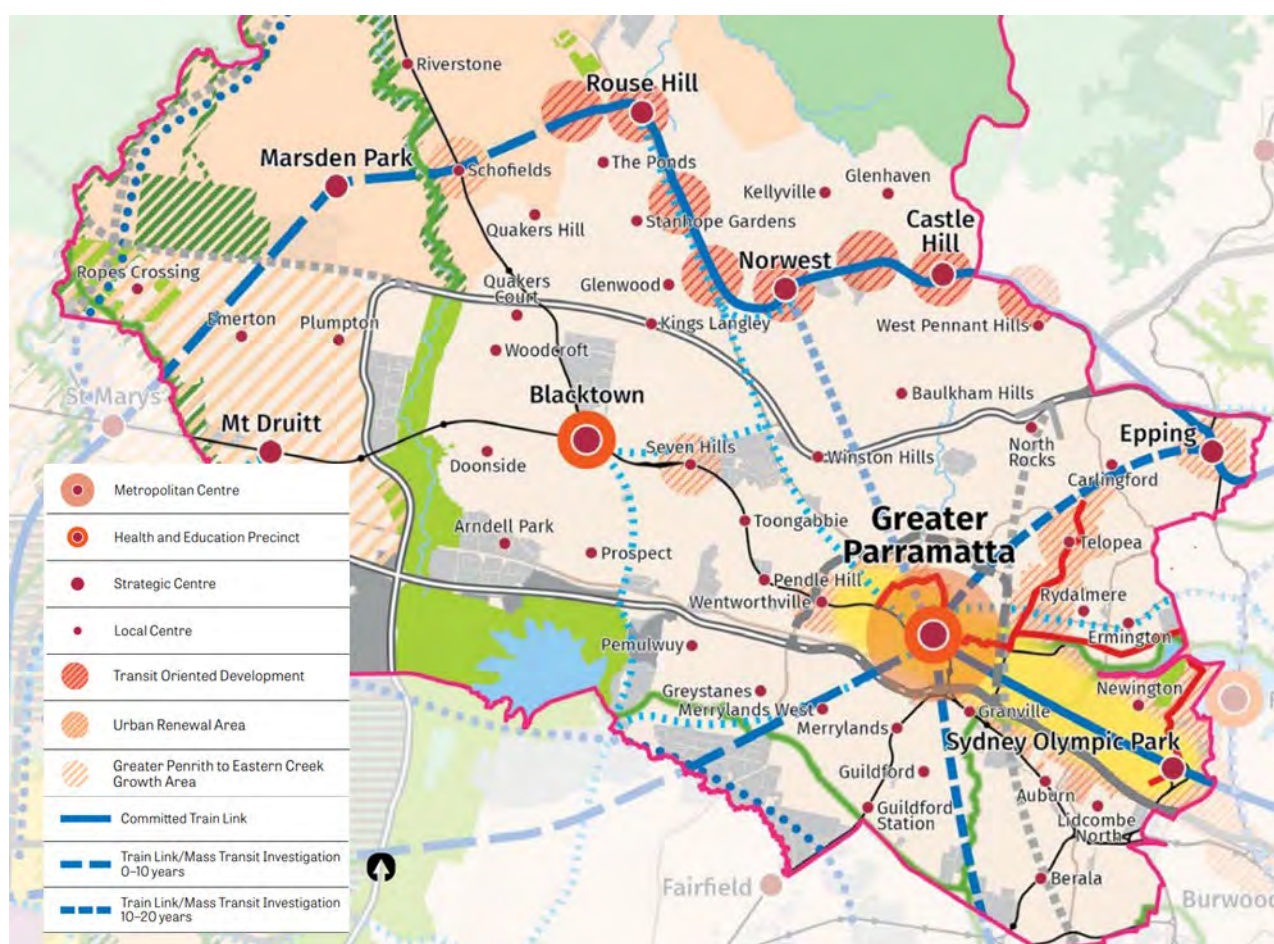 Riverstone
Rouse Hill
Marsden Park
The Ponds
Schofields
Kellyville
Glenhaven
Quakers Hill
Stanhope Gardens
Castle
Hill
Norwest
Ropes Crossing
Quakers
Court
Glenwood
Emerton
Plumpton
Kings Langley
West Pennant Hills
Woodcroft
St Marys
Blacktown
Baulkham Hills
Mt Druitt
Seven Hills
North
Rocks
Epping
Doonside
Winston Hills
Carlingford
Arndell Park
Toongabbie
Greater
Parramatta
Telopea
Prospect
Pendle Hill
Wentworthville
Rydalmere
Ermington
Pemulwuy
Greystanes
Merrylands West
Newington
Merrylands
Granville
Sydney Olympic Park
Guildford
Auburn
Guildford
Station
Lidcombe
North
Berala
Fairfield
Burwood
Metropolitan Centre
Health and Education Precinct
Strategic Centre
Local Centre
Transit Oriented Development
Urban Renewal Area
Greater Penrith to Eastern Creek
Growth Area
Committed Train Link
Train Link/Mass Transit Investigation
0–10 years
Train Link/Mass Transit Investigation
10–20 years